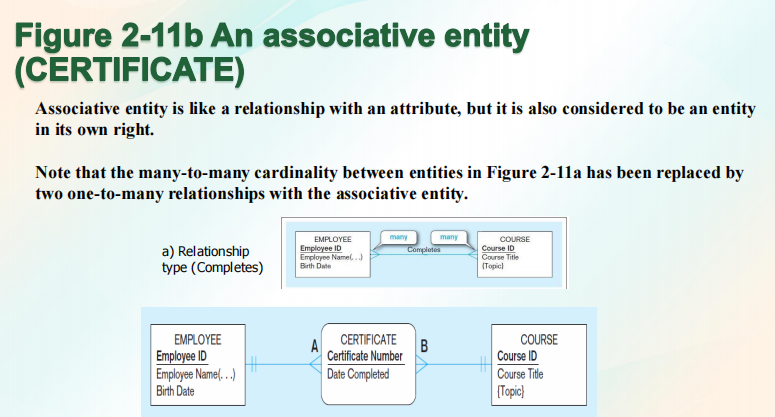 Figure 2-11b An associative entity
(CERTIFICATE)
Associative entity is like a relationship with an attribute, but it is also considered to be an entity
in its own right.
Note that the many-to-many cardinality between entities in Figure 2-11a has been replaced by
two one-to-many relationships with the associative entity.
a) Relationship
type (Completes)
EMPLOYEE
Employee ID
Employee Name(. . .)
Birth Date
many
many
Completes
COURSE
Course ID
Course Title
{Topic}
EMPLOYEE
Employee ID
Employee Name(. . .)
Birth Date
A
CERTIFICATE
Certificate Number
Date Completed
B
COURSE
Course ID
Course Title
{Topic}